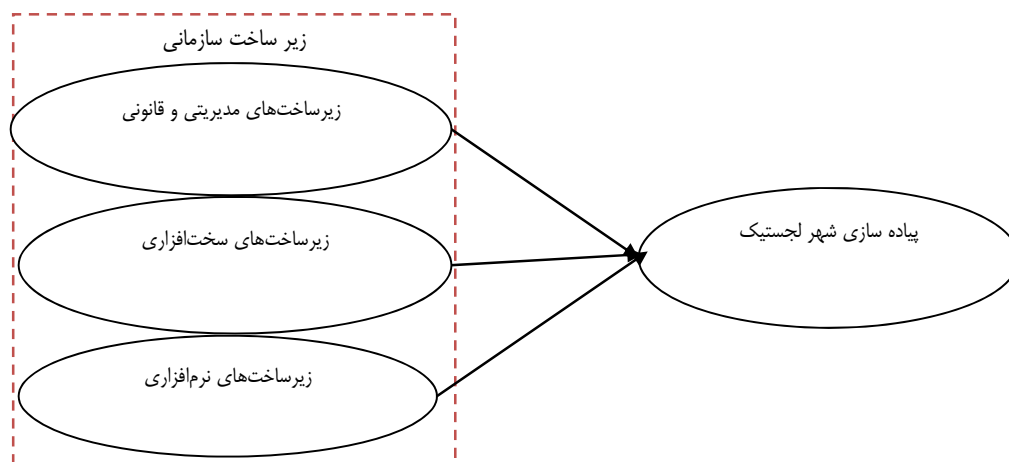 زیر ساخت سازمانی
زیرساخت‌های مدیریتی و قانونی
زیرساخت‌های سخت‌افزاری
پیاده سازی شهر لجستیک
زیرساخت‌های نرم‌افزاری